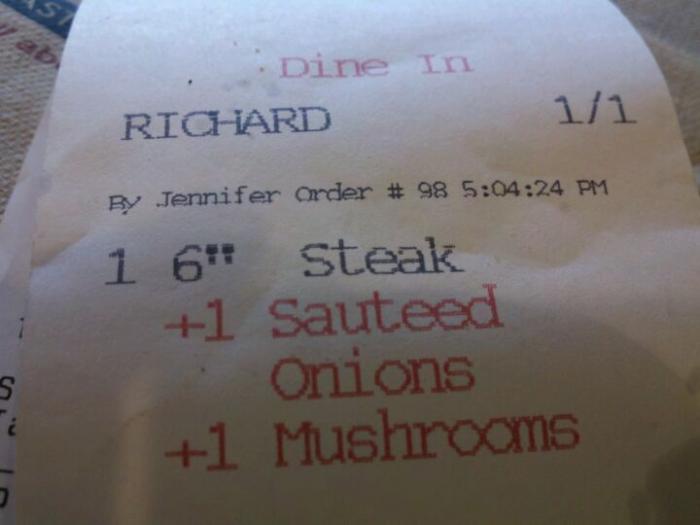 Dine In
RICHARD 1/1
By Jennifer Order # 98 5:04:24 PM
1 6" Steak
+1 Sauteed
Onions
+1 Mushrooms